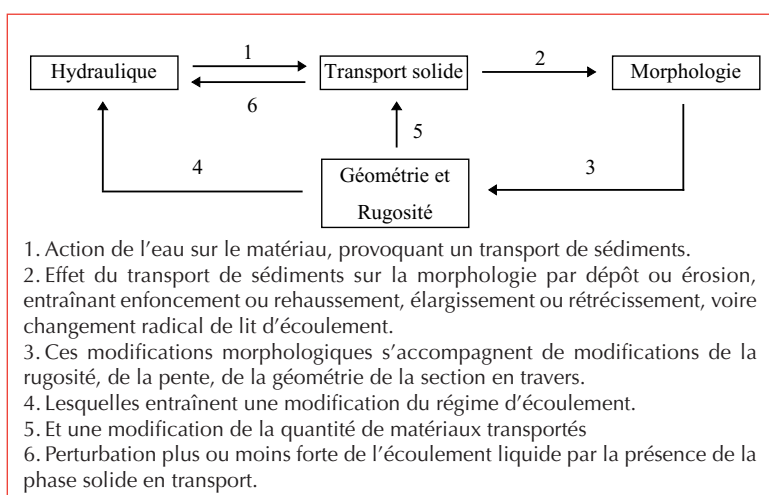 1
Hydraulique
Transport solide
2
Morphologie
6
5
4
Géométrie et
3
Rugosité
1. Action de l’eau sur le matériau, provoquant un transport de sédiments.
2. Effet du transport de sédiments sur la morphologie par dépôt ou érosion,
entraînant enfoncement ou rehaussement, élargissement ou rétrécissement, voire
changement radical de lit d’écoulement.
3. Ces modifications morphologiques s’accompagnent de modifications de la
rugosité, de la pente, de la géométrie de la section en travers.
4. Lesquelles entraînent une modification du régime d’écoulement.
5. Et une modification de la quantité de matériaux transportés
6. Perturbation plus ou moins forte de l’écoulement liquide par la présence de la
phase solide en transport.